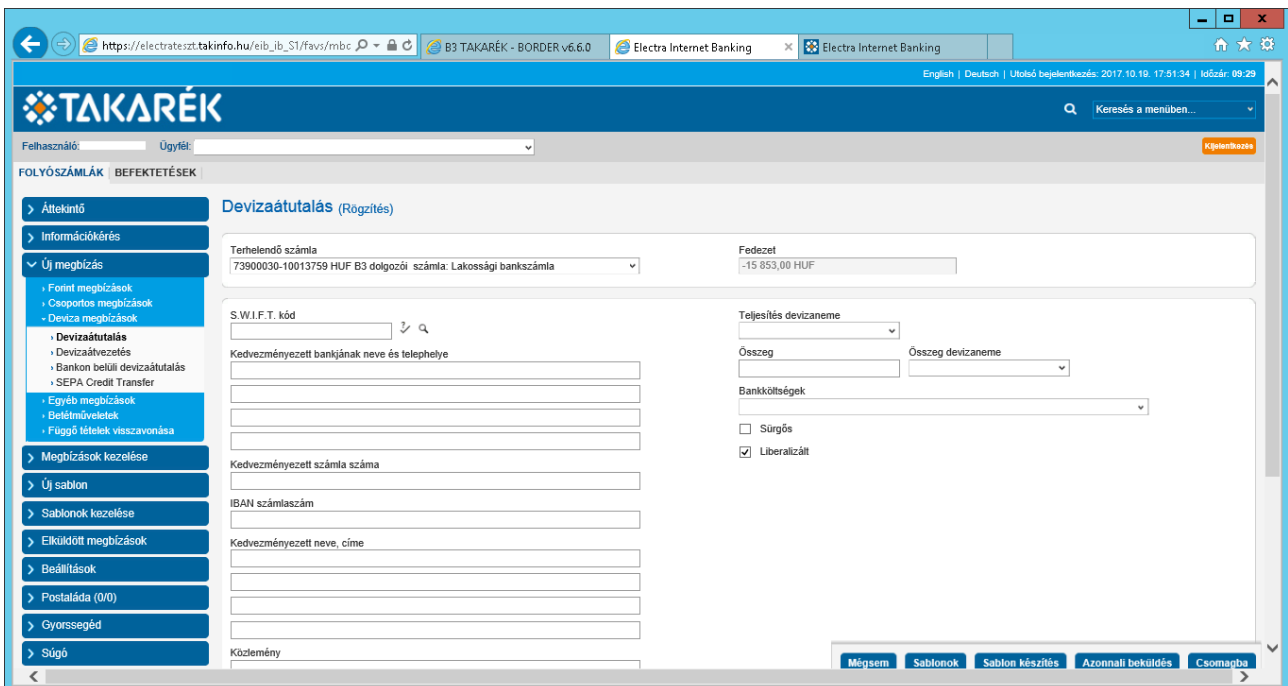 https://electrateszt.takinfo.hu/eib_ib_S1/favs/mbc
B3 TAKARÉK - BORDER v6.6.0
Electra Internet Banking
Electra Internet Banking
English | Deutsch | Utolsó bejelentkezés: 2017.10.19. 17:51:34 | Időzár: 09:29
TAKARÉK
Keresés a menüben...
Felhasználó:
Ügyfél:
Kijelentkezés
FOLYÓSZÁMLÁK
BEFEKTETÉSEK
Áttekintő
Információkérés
Új megbízás
Forint megbízások
Csoportos megbízások
Deviza megbízások
Devizaátutalás
Devizaátvezetés
Bankon belüli devizaátutalás
SEPA Credit Transfer
Egyéb megbízások
Betétműveletek
Függő tételek visszavonása
Megbízások kezelése
Új sablon
Sablonok kezelése
Elküldött megbízások
Beállítások
Postaláda (0/0)
Gyorssegéd
Súgó
Devizaátutalás (Rögzítés)
Terhelendő számla
73900030-10013759 HUF B3 dolgozói számla: Lakossági bankszámla
Fedezet
-15 853,00 HUF
S.W.I.F.T. kód
Kedvezményezett bankjának neve és telephelye
Kedvezményezett számla száma
IBAN számlaszám
Kedvezményezett neve, címe
Közlemény
Teljesítés devizaneme
Összeg
Összeg devizaneme
Bankköltségek
Sürgős
Liberalizált
Mégsem
Sablonok
Sablon készítés
Azonnali beküldés
Csomagba